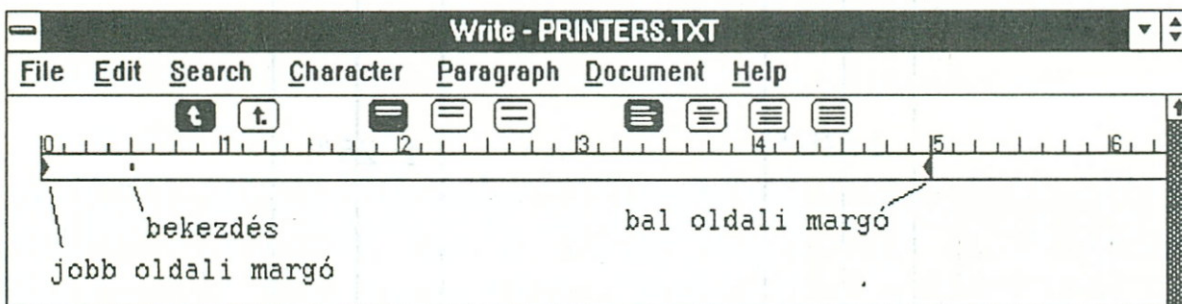 Write - PRINTERS.TXT
File Edit Search Character Paragraph Document Help
0 1 2 3 4 5 6
bekezdés bal oldali margó
jobb oldali margó